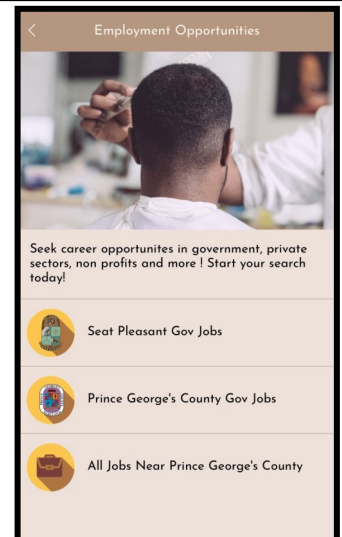 Employment Opportunities
Seek career opportunites in government, private
sectors, non profits and more ! Start your search
today!
Seat Pleasant Gov Jobs
Prince George's County Gov Jobs
All Jobs Near Prince George's County